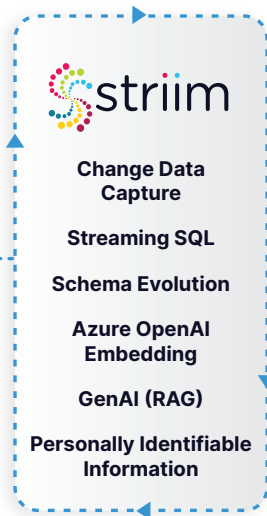 striim
Change Data
Capture
Streaming SQL
Schema Evolution
Azure OpenAI
Embedding
GenAI (RAG)
Personally Identifiable
Information